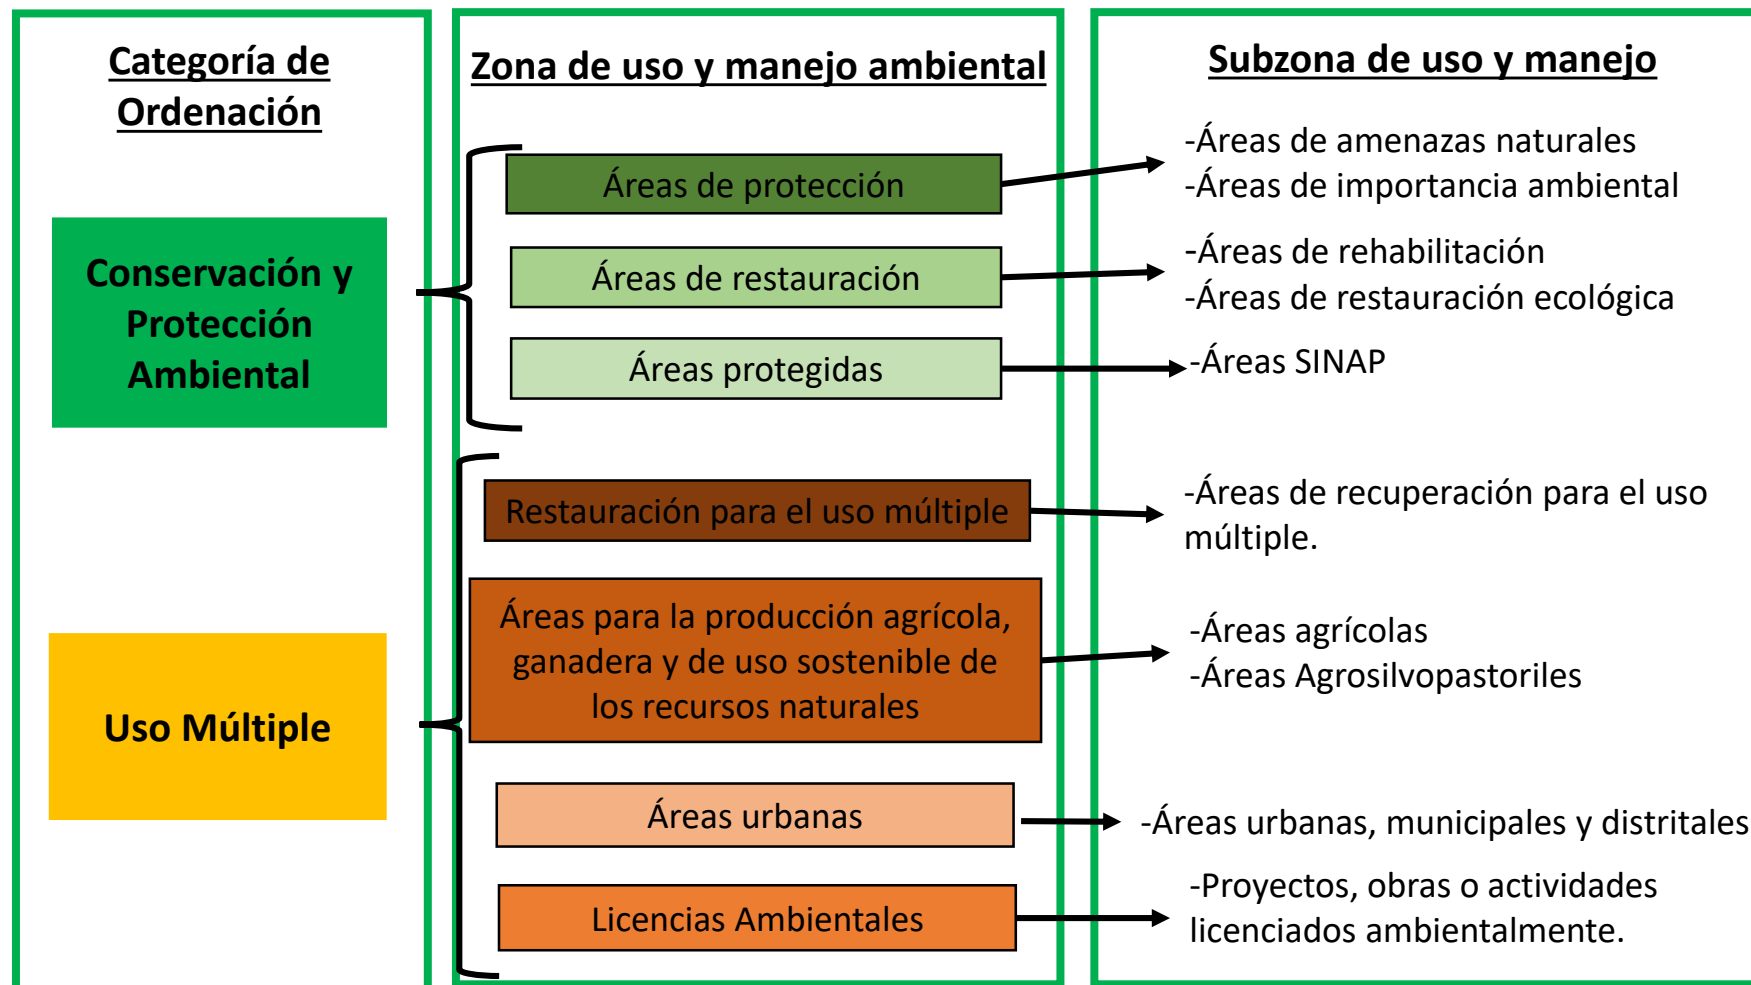 Categoría de
Ordenación
Conservación y
Protección
Ambiental
Uso Múltiple
Zona de uso y manejo ambiental
Áreas de protección
Áreas de restauración
Áreas protegidas
Restauración para el uso múltiple
Áreas para la producción agrícola,
ganadera y de uso sostenible de
los recursos naturales
Áreas urbanas
Licencias Ambientales
Subzona de uso y manejo
-Áreas de amenazas naturales
-Áreas de importancia ambiental
-Áreas de rehabilitación
-Áreas de restauración ecológica
-Áreas SINAP
-Áreas de recuperación para el uso
múltiple.
-Áreas agrícolas
-Áreas Agrosilvopastoriles
-Áreas urbanas, municipales y distritales
-Proyectos, obras o actividades
licenciados ambientalmente.